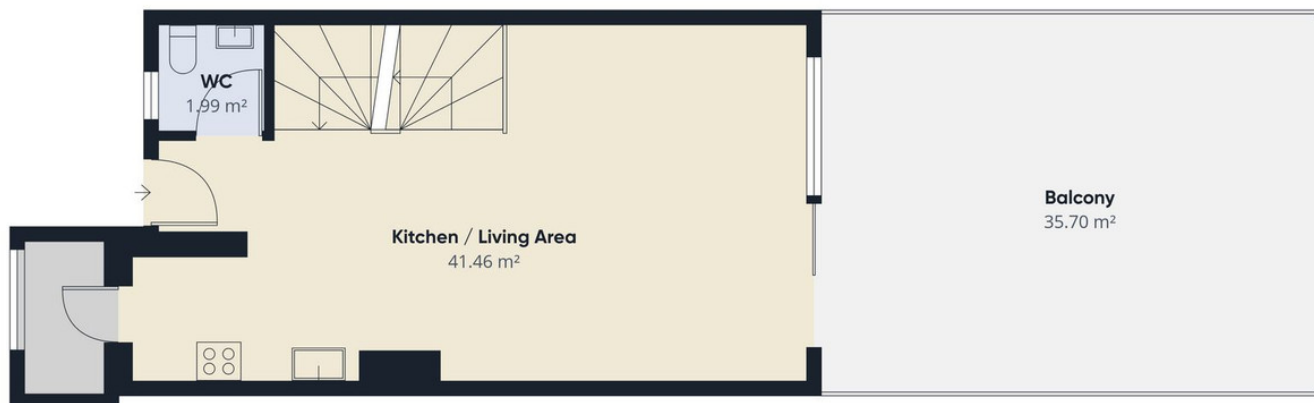 WC
1.99 m²
Kitchen / Living Area
41.46 m²
Balcony
35.70 m²